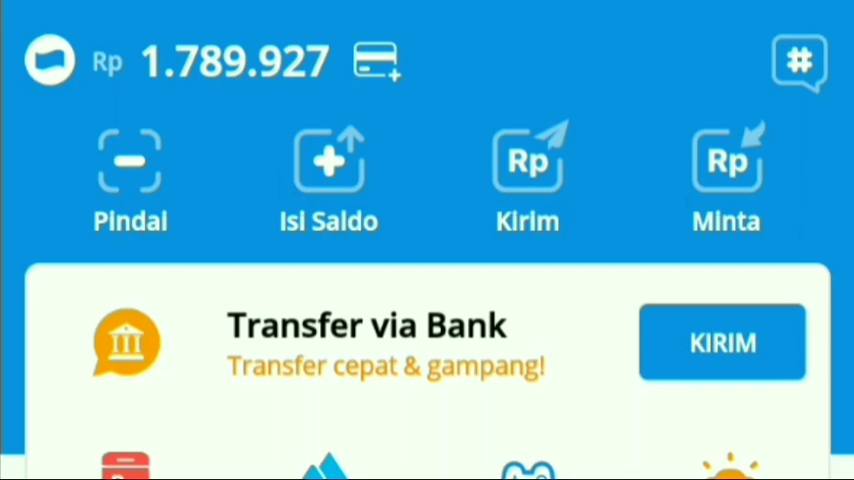 Rp 1.789.927
#
Rp
Rp
Pindai
Isi Saldo
Kirim
Minta
Transfer via Bank
Transfer cepat & gampang!
KIRIM